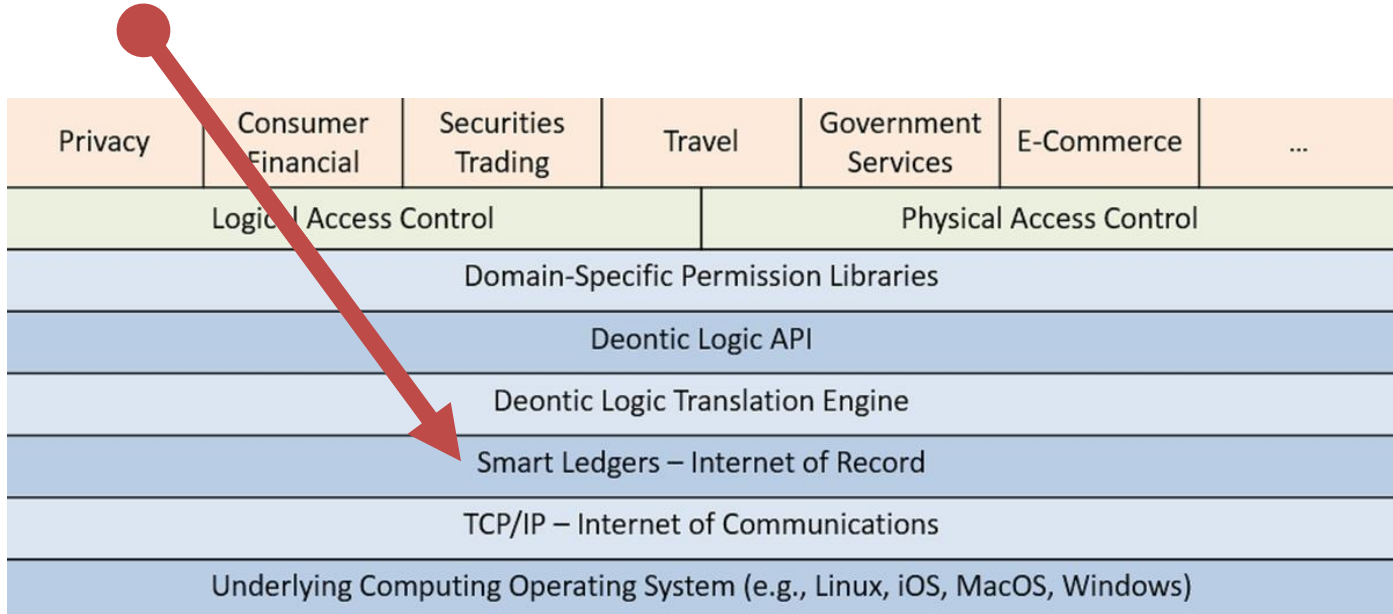 Privacy
Consumer
Financial
Securities
Trading
Travel
Government
Services
E-Commerce
...
Logical Access Control
Physical Access Control
Domain-Specific Permission Libraries
Deontic Logic API
Deontic Logic Translation Engine
Smart Ledgers – Internet of Record
TCP/IP – Internet of Communications
Underlying Computing Operating System (e.g., Linux, iOS, MacOS, Windows)